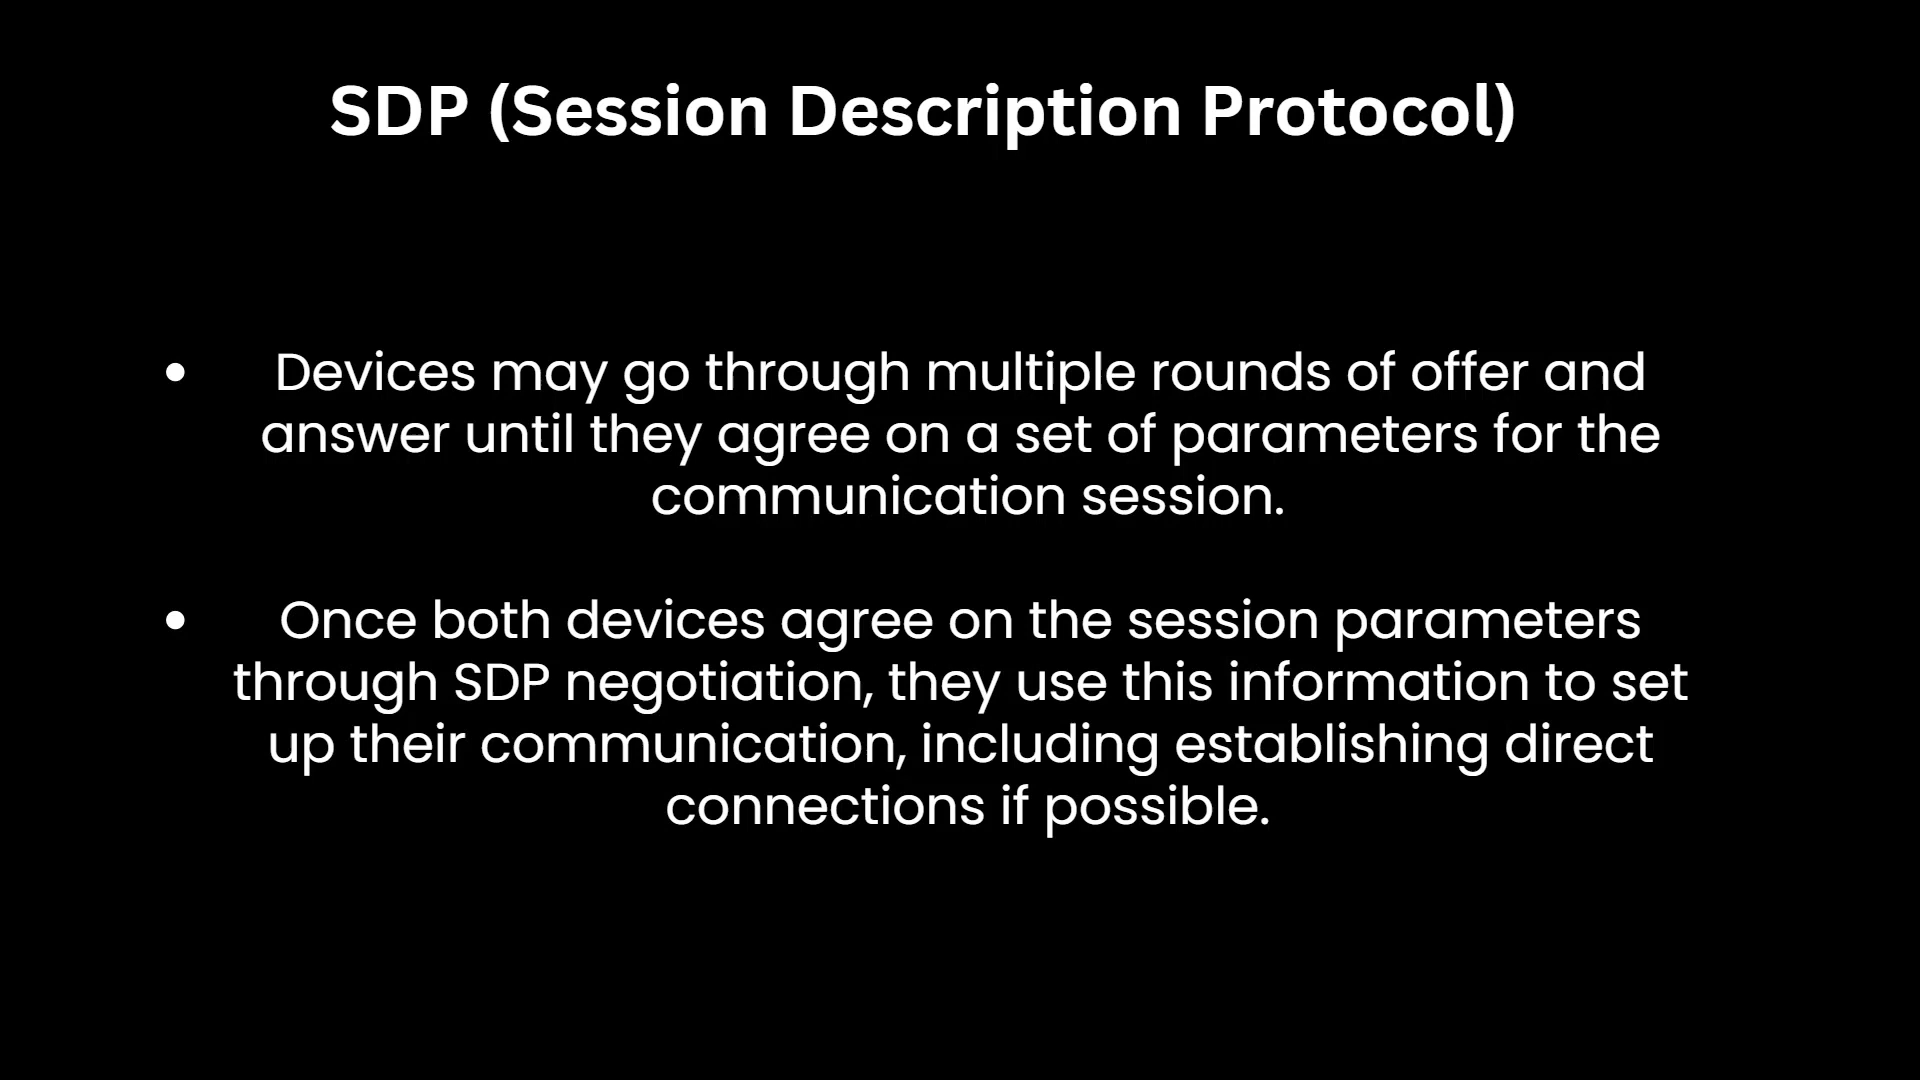 SDP (Session Description Protocol)
• Devices may go through multiple rounds of offer and
answer until they agree on a set of parameters for the
communication session.
• Once both devices agree on the session parameters
through SDP negotiation, they use this information to set
up their communication, including establishing direct
connections if possible.